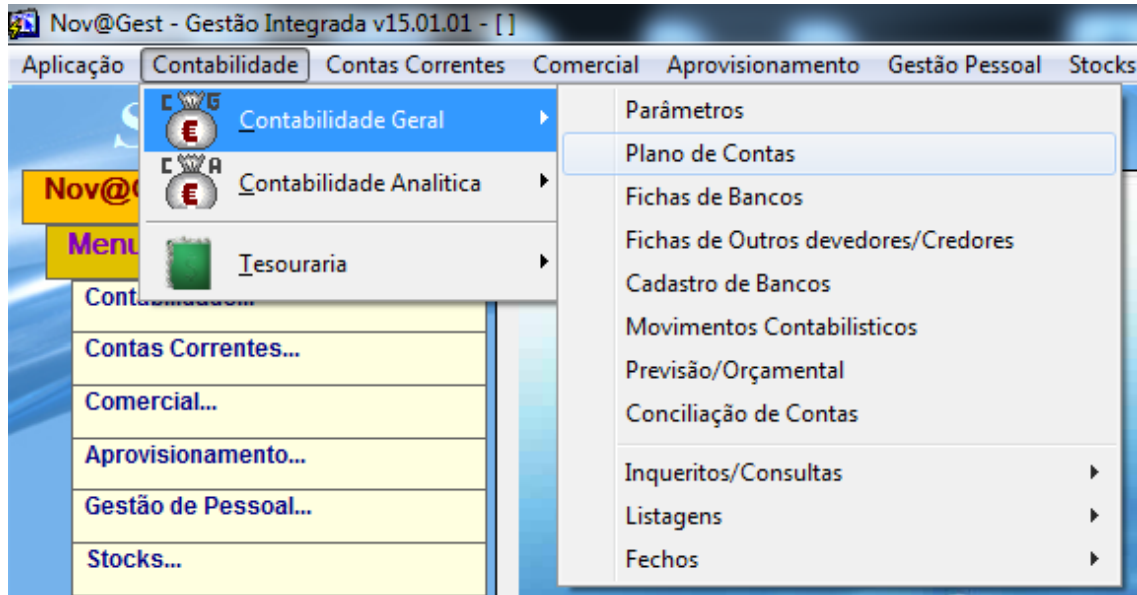 Nov@Gest - Gestão Integrada v15.01.01 - [ ]
Aplicação Contabilidade Contas Correntes Comercial Aprovisionamento Gestão Pessoal Stocks
S
C G
€
Contabilidade Geral
C A
€
Contabilidade Analitica
Tesouraria
Parâmetros
Plano de Contas
Fichas de Bancos
Fichas de Outros devedores/Credores
Cadastro de Bancos
Movimentos Contabilisticos
Previsão/Orçamental
Conciliação de Contas
Inqueritos/Consultas
Listagens
Fechos
Nov@
Menu
Contas Correntes...
Comercial...
Aprovisionamento...
Gestão de Pessoal...
Stocks...